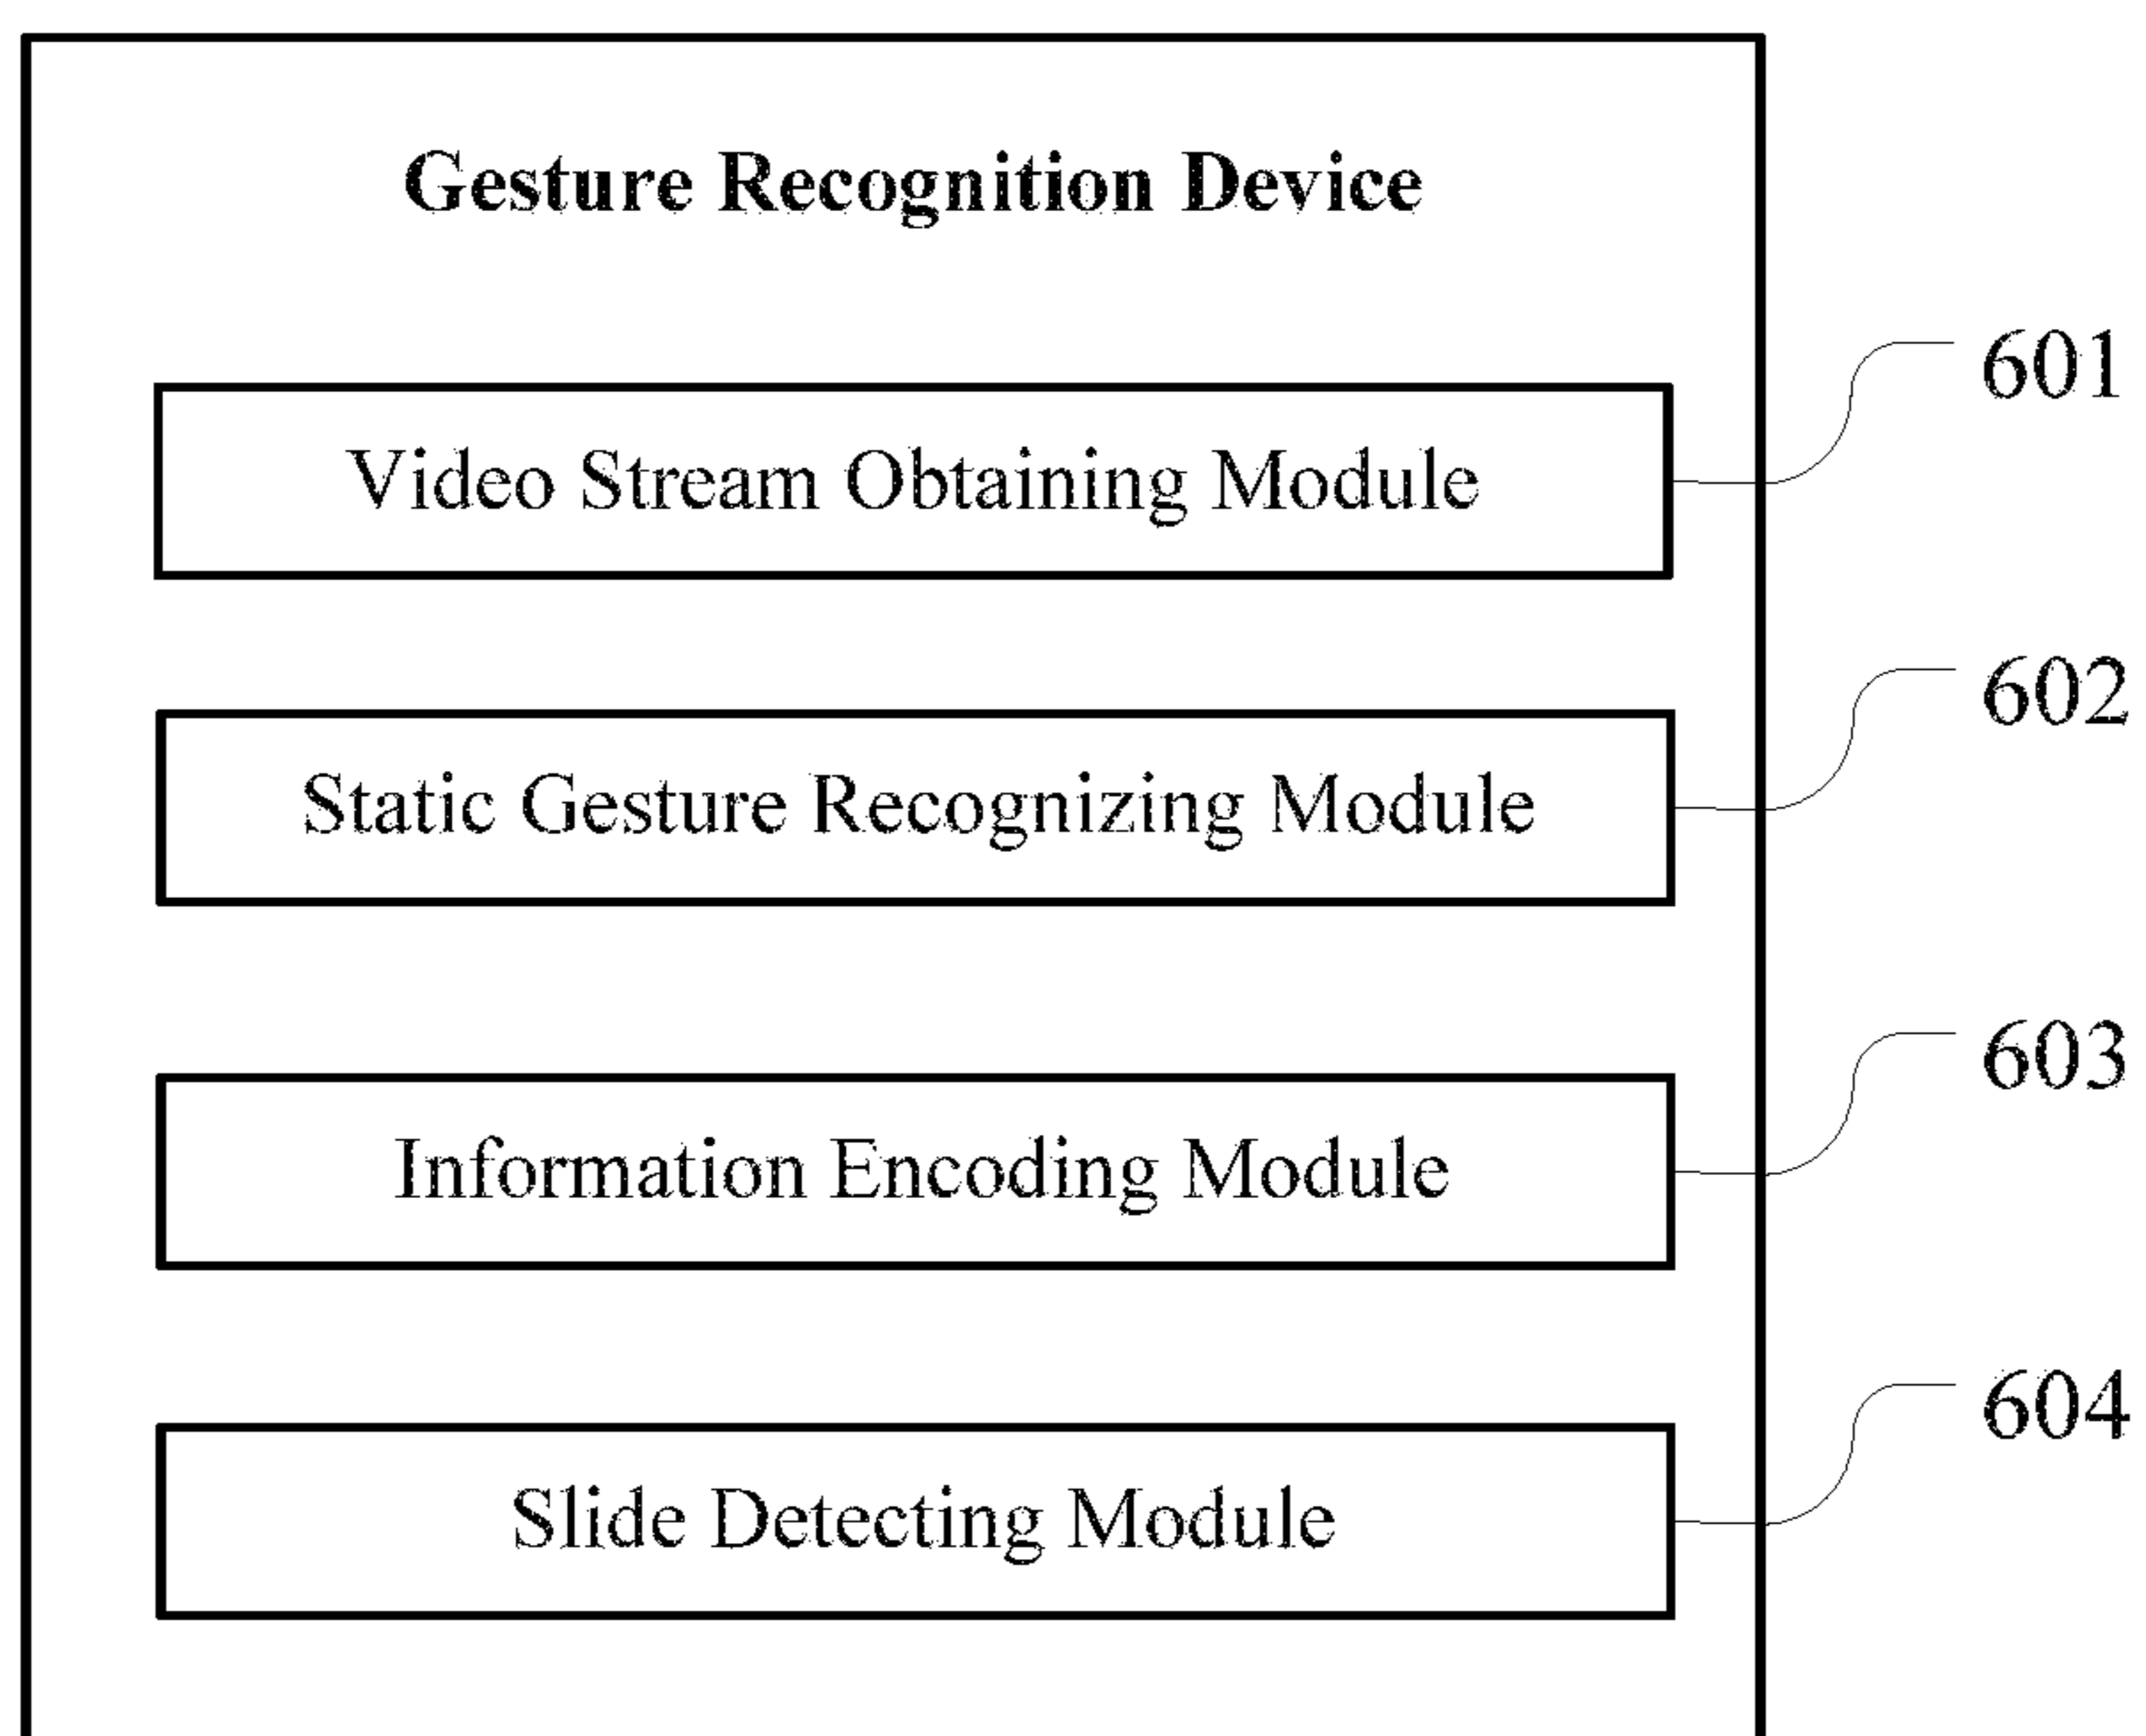 Gesture Recognition Device
601
Video Stream Obtaining Module
602
Static Gesture Recognizing Module
603
Information Encoding Module
604
Slide Detecting Module